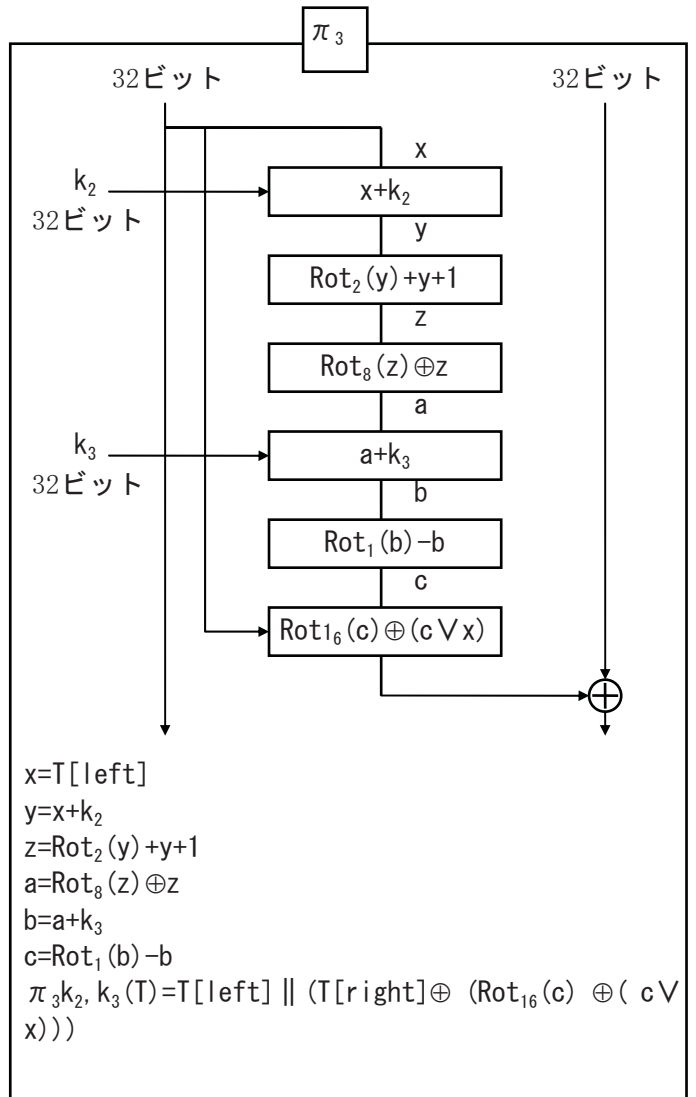 π₃
32ビット 32ビット
x
k₂
x+k₂
32ビット
y
Rot₂(y)+y+1
z
Rot₈(z)⊕z
a
k₃
a+k₃
32ビット
b
Rot₁(b)-b
c
Rot₁₆(c)⊕(c∨x)
x=T[left]
y=x+k₂
z=Rot₂(y)+y+1
a=Rot₈(z)⊕z
b=a+k₃
c=Rot₁(b)-b
π₃k₂,k₃(T)=T[left]‖(T[right]⊕ (Rot₁₆(c) ⊕( c∨
x)))